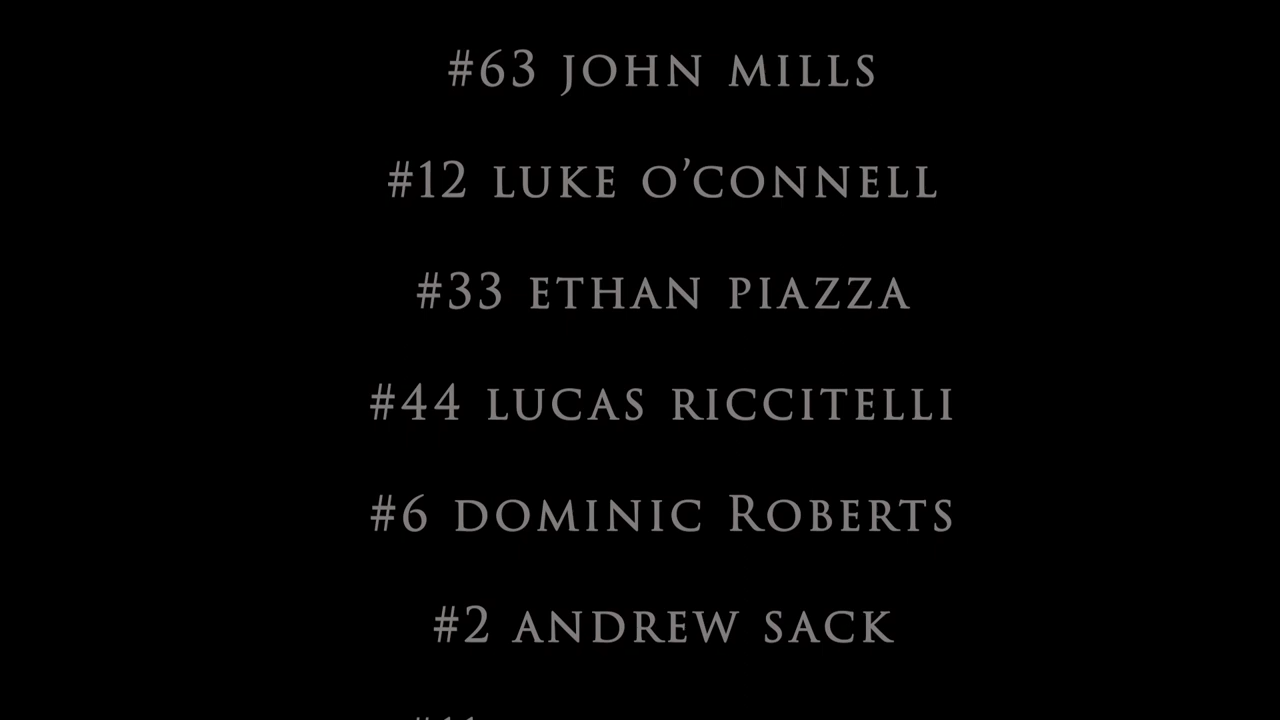 #63 JOHN MILLS
#12 LUKE O’CONNELL
#33 ETHAN PIAZZA
#44 LUCAS RICCITELLI
#6 DOMINIC ROBERTS
#2 ANDREW SACK